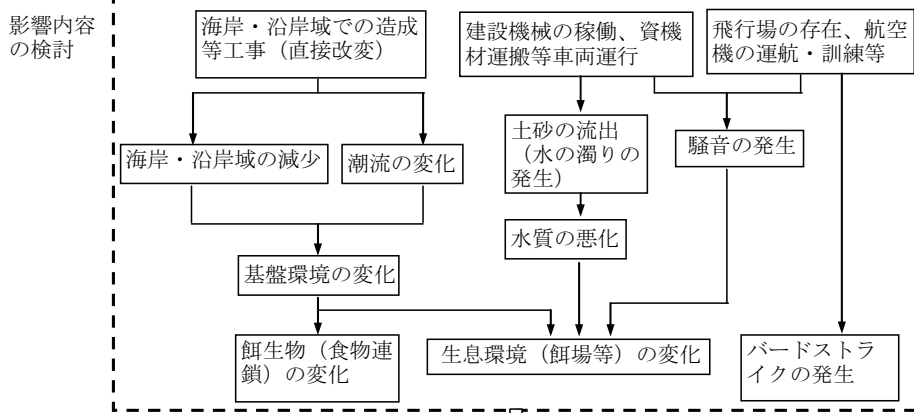 影響内容
の検討
海岸・沿岸域での造成
等工事（直接改変）
建設機械の稼働、資機
材運搬等車両運行
飛行場の存在、航空
機の運航・訓練等
海岸・沿岸域の減少
潮流の変化
土砂の流出
（水の濁りの
発生）
騒音の発生
水質の悪化
基盤環境の変化
餌生物（食物連
鎖）の変化
生息環境（餌場等）の変化
バードストラ
イクの発生